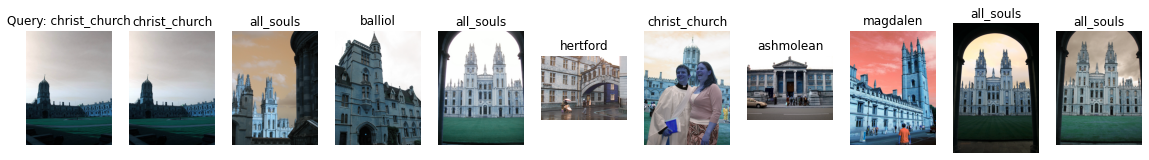 Query: christ_church
christ_church
all_souls
balliol
all_souls
hertford
christ_church
ashmolean
magdalen
all_souls
all_souls